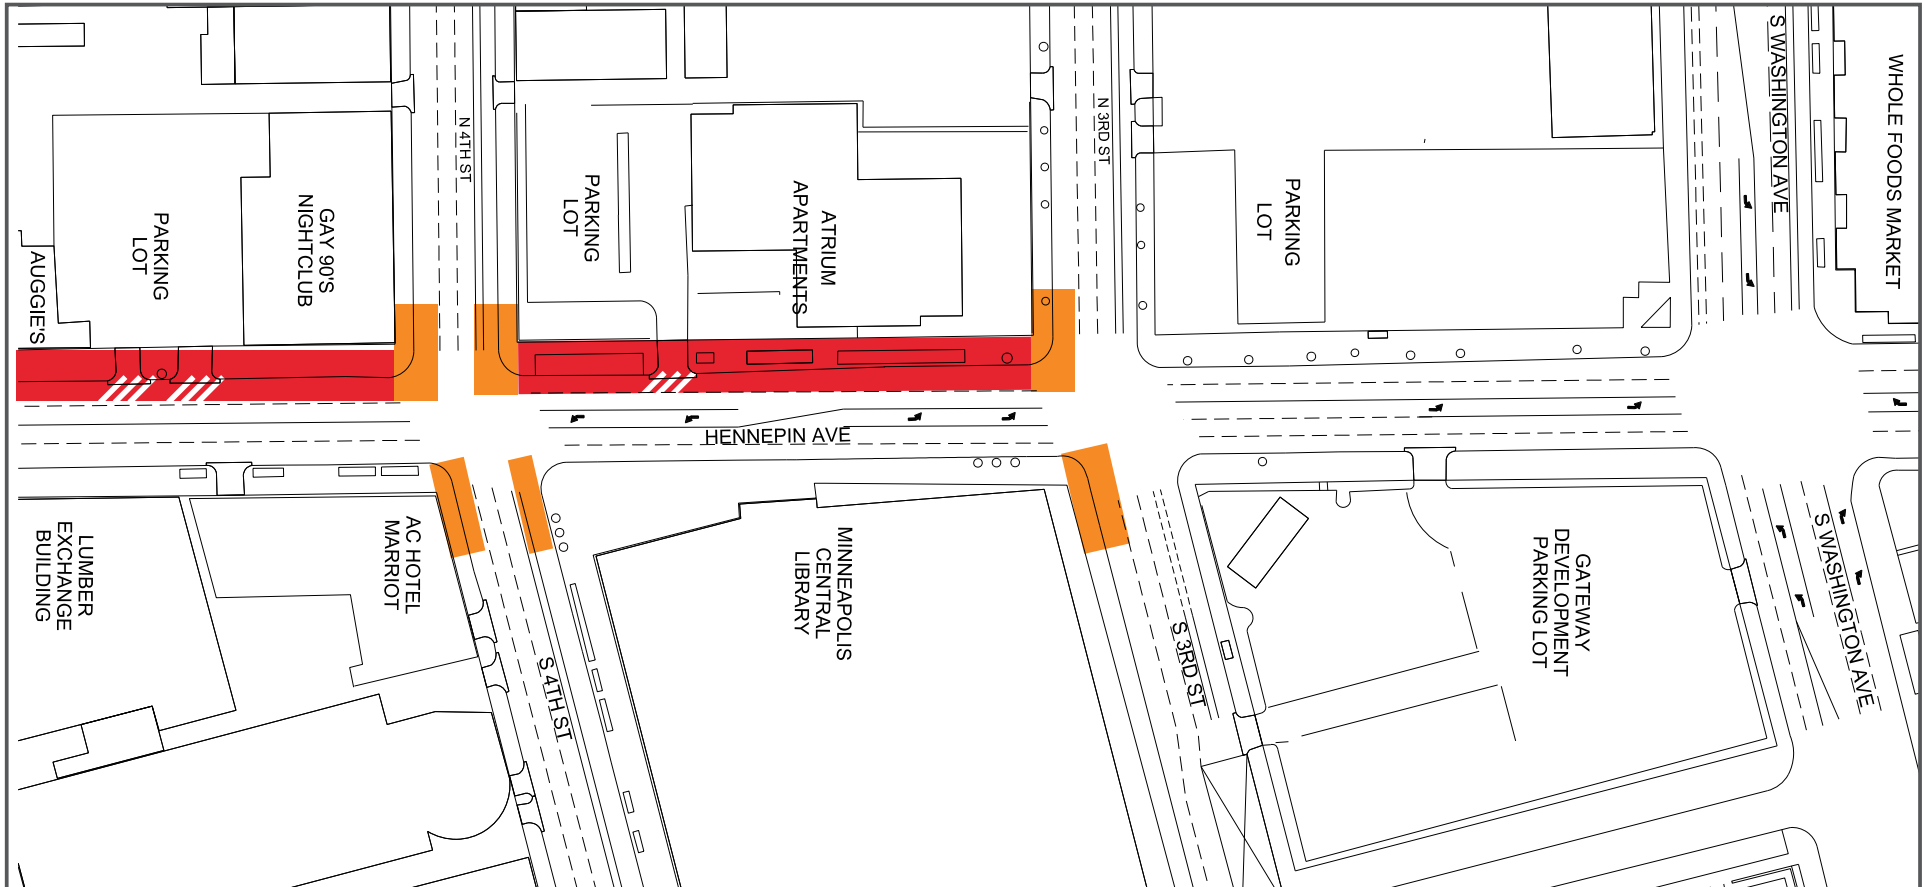 S WASHINGTON AVE
WHOLE FOODS MARKET
N 4TH ST
N 3RD ST
AUGGIE'S
PARKING
LOT
GAY 90'S
NIGHTCLUB
PARKING
LOT
ATRIUM
APARTMENTS
PARKING
LOT
HENNEPIN AVE
LUMBER
EXCHANGE
BUILDING
AC HOTEL
MARRIOT
S 4TH ST
MINNEAPOLIS
CENTRAL
LIBRARY
S 3RD ST
GATEWAY
DEVELOPMENT
PARKING LOT
S WASHINGTON AVE